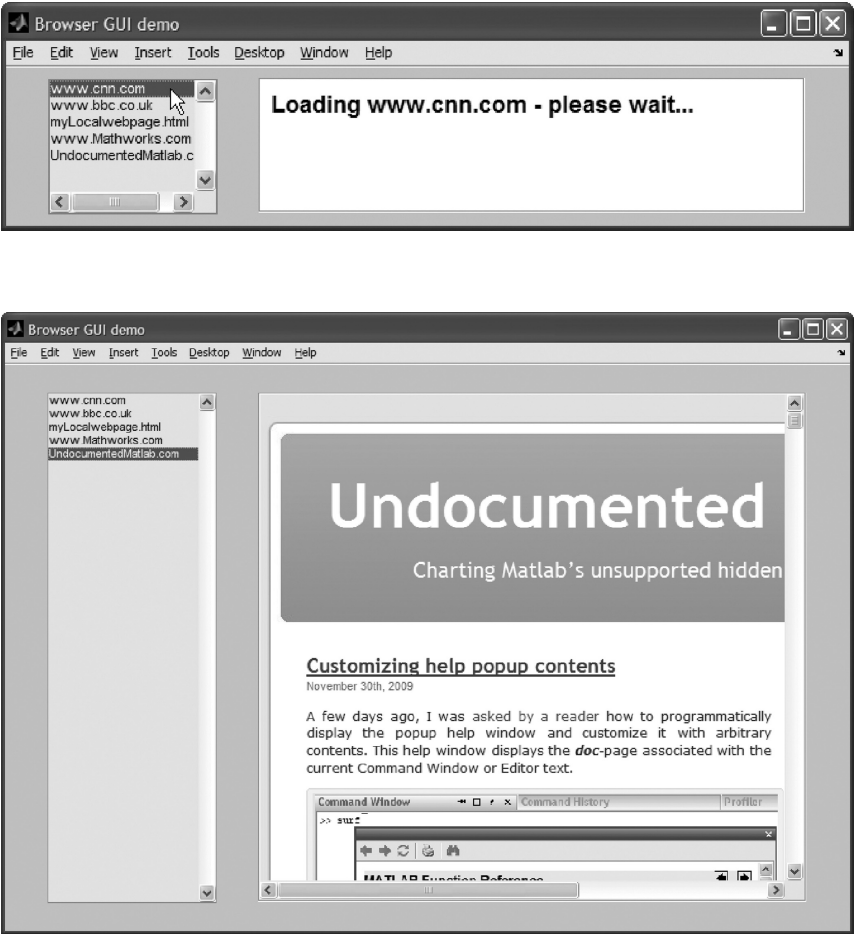 Browser GUI demo
File Edit View Insert Tools Desktop Window Help
www.cnn.com
www.bbc.co.uk
myLocalwebpage.html
www.Mathworks.com
UndocumentedMatlab.c
Loading www.cnn.com - please wait...
Browser GUI demo
File Edit View Insert Tools Desktop Window Help
www.cnn.com
www.bbc.co.uk
myLocalwebpage.html
www.Mathworks.com
UndocumentedMatlab.com
Undocumented
Charting Matlab's unsupported hidden
Customizing help popup contents
November 30th, 2009
A few days ago, I was asked by a reader how to programmatically
display the popup help window and customize it with arbitrary
contents. This help window displays the doc-page associated with the
current Command Window or Editor text.
Command Window Command History Profiler
>> surf
MATLAB Function Reference